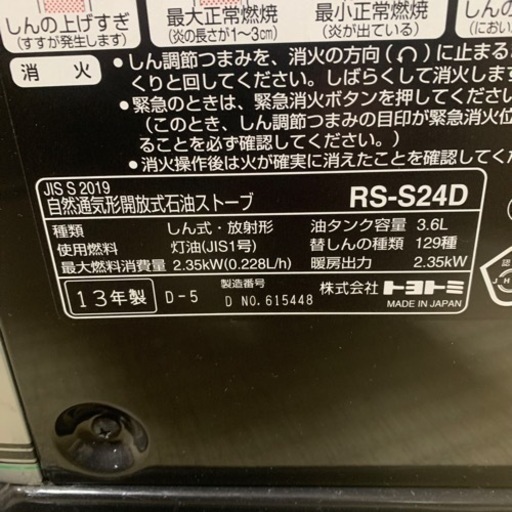 しんの上げすぎ
(すすが発生します)
最大正常燃焼
(炎の長さが1〜3cm)
最小正常燃焼
(炎が出ている)
しんの
(におい
消火
●しん調節つまみを、消火の方向(
)に止まる
くりと回してください。しばらくして消火しま
●緊急のときは、緊急消火ボタンを押してくだ
(このとき、しん調節つまみの目印が緊急消火位
ることを必ず確認してください。)
●消火操作後は火が確実に消えたことを確認
JIS S 2019
自然通気形開放式石油ストーブ
RS-S24D
種類 しん式・放射形
油タンク容量 3.6L
使用燃料 灯油(JIS1号)
替しんの種類 129種
最大燃料消費量 2.35kW(0.228L/h)
暖房出力 2.35kW
13年製
D-5
製造番号
D NO.615448
株式会社トヨトミ
MADE IN JAPAN